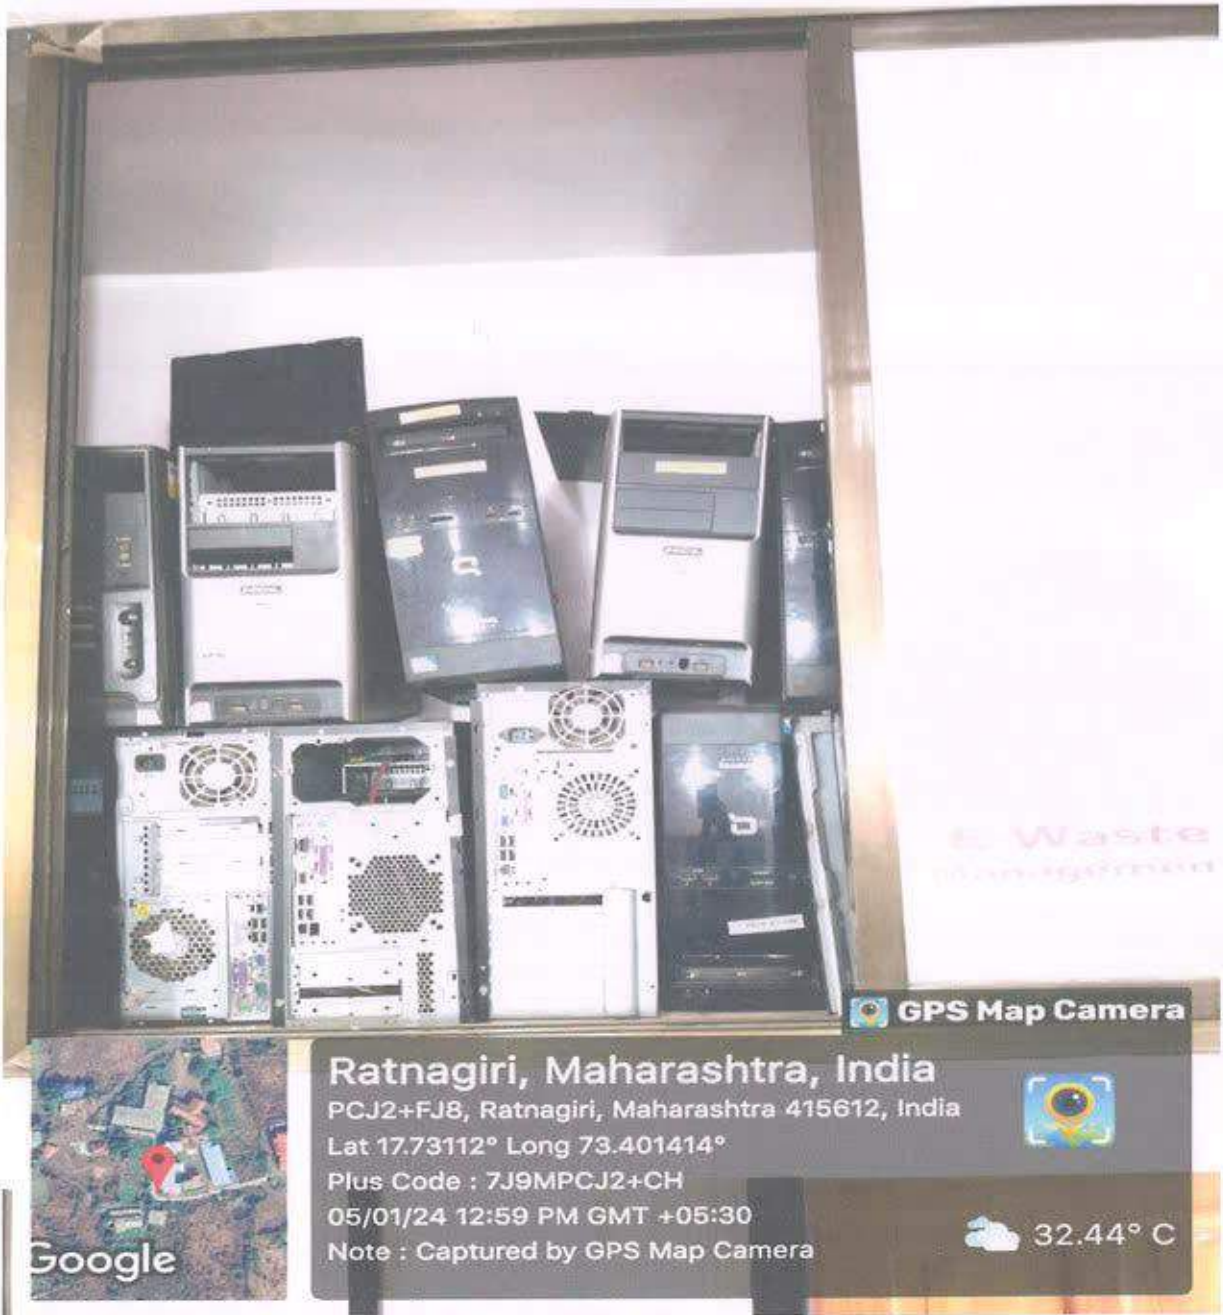 E Waste
Management
GPS Map Camera
Ratnagiri, Maharashtra, India
PCJ2+FJ8, Ratnagiri, Maharashtra 415612, India
Lat 17.73112° Long 73.401414°
Plus Code : 7J9MPCJ2+CH
05/01/24 12:59 PM GMT +05:30
Note : Captured by GPS Map Camera
32.44° C
Google